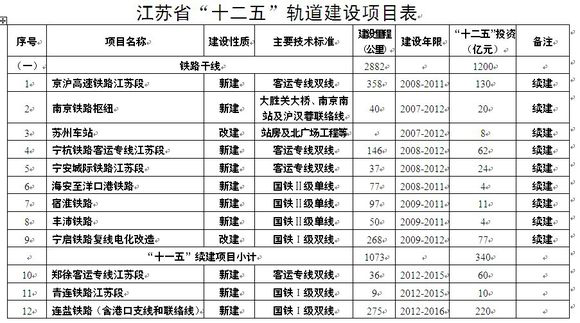 江苏省“十二五”轨道建设项目表
序号 项目名称 建设性质 主要技术标准 建设里程（公里） 建设年限 “十二五”投资（亿元） 备注
（一） 铁路干线 2882 1200
1 京沪高速铁路江苏段 新建 客运专线双线 358 2008-2011 130 续建
2 南京铁路枢纽 新建 大胜关大桥、南京南站及沪汉蓉联络线 40 2007-2012 20 续建
3 苏州车站 改建 站房及北广场工程等 2007-2012 8 续建
4 宁杭铁路客运专线江苏段 新建 客运专线双线 146 2008-2012 62 续建
5 宁安城际铁路江苏段 新建 客运专线双线 37 2008-2012 24 续建
6 海安至洋口港铁路 新建 国铁Ⅱ级单线 77 2008-2011 4 续建
7 宿淮铁路 新建 国铁Ⅱ级单线 97 2009-2011 11 续建
8 丰沛铁路 新建 国铁Ⅱ级单线 50 2009-2011 4 续建
9 宁启铁路复线电化改造 改建 国铁Ⅰ级双线 268 2009-2012 77 续建
“十一五”续建项目小计 1073 340
10 郑徐客运专线江苏段 新建 客运专线双线 36 2012-2015 60
11 青连铁路江苏段 新建 国铁Ⅰ级双线 9 2012-2015 10
12 连盐铁路（含港口支线和联络线） 新建 国铁Ⅰ级双线 275 2012-2016 220